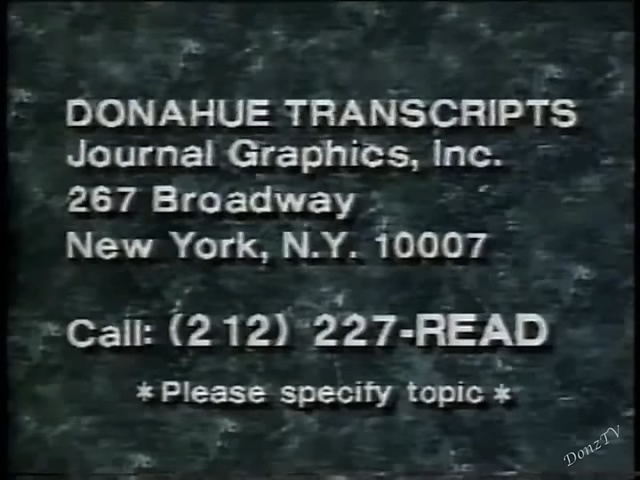 DONAHUE TRANSCRIPTS
Journal Graphics, Inc.
267 Broadway
New York, N.Y. 10007
Call: (212) 227-READ
*Please specify topic*
DonzTV